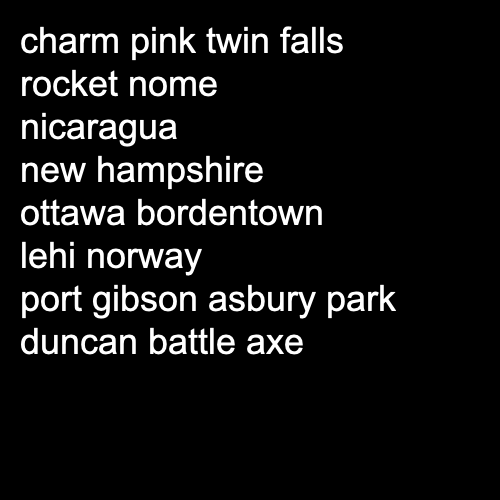 charm pink twin falls
rocket nome
nicaragua
new hampshire
ottawa bordentown
lehi norway
port gibson asbury park
duncan battle axe